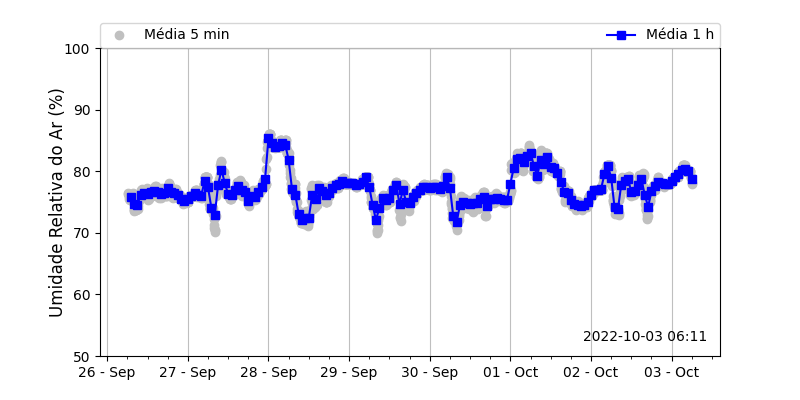 Média 5 min
Média 1 h
Umidade Relativa do Ar (%)
100
90
80
70
60
50
2022-10-03 06:11
26 - Sep
27 - Sep
28 - Sep
29 - Sep
30 - Sep
01 - Oct
02 - Oct
03 - Oct